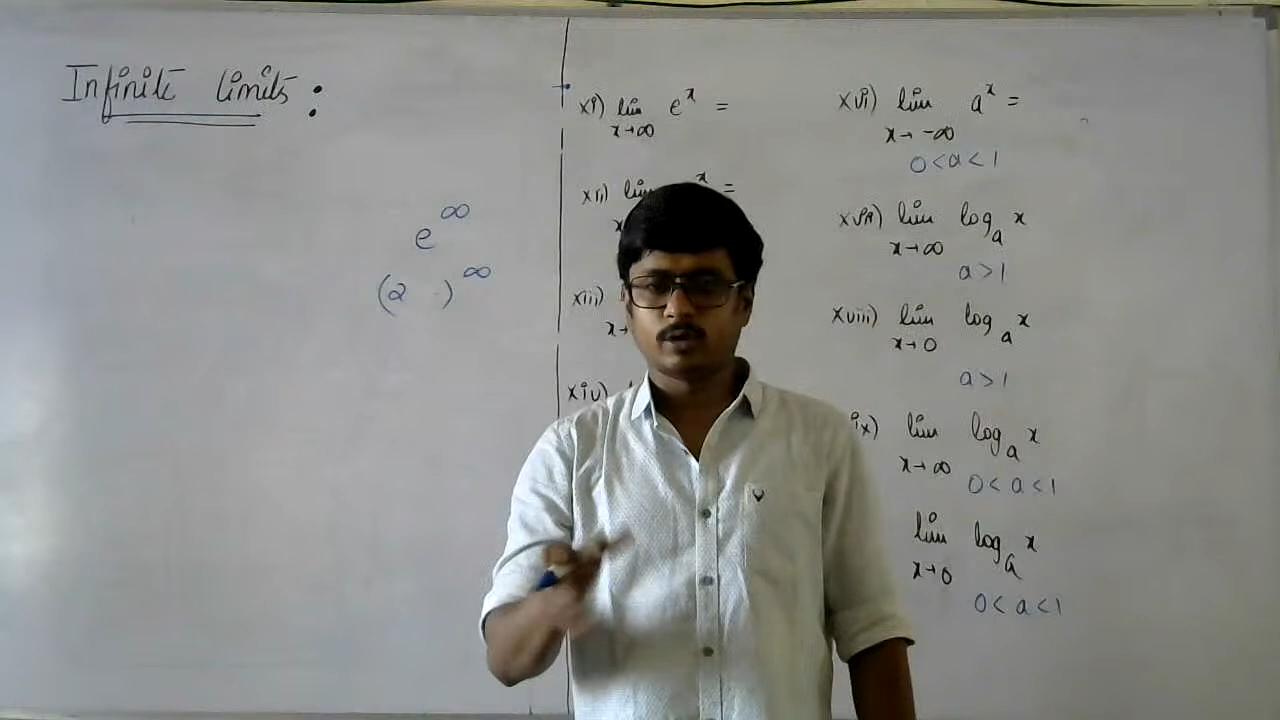 Infinite limits :
e^∞
(2 )^∞
xi) lim e^x =
x→∞
xii) lim ^x =
xiii)
x→
xiv)
xvi) lim a^x =
x→ -∞
0<a<1
xvii) lim log_a x
x→∞
a>1
xviii) lim log_a x
x→0
a>1
ix) lim log_a x
x→∞
0<a<1
lim log_a x
x→0
0<a<1